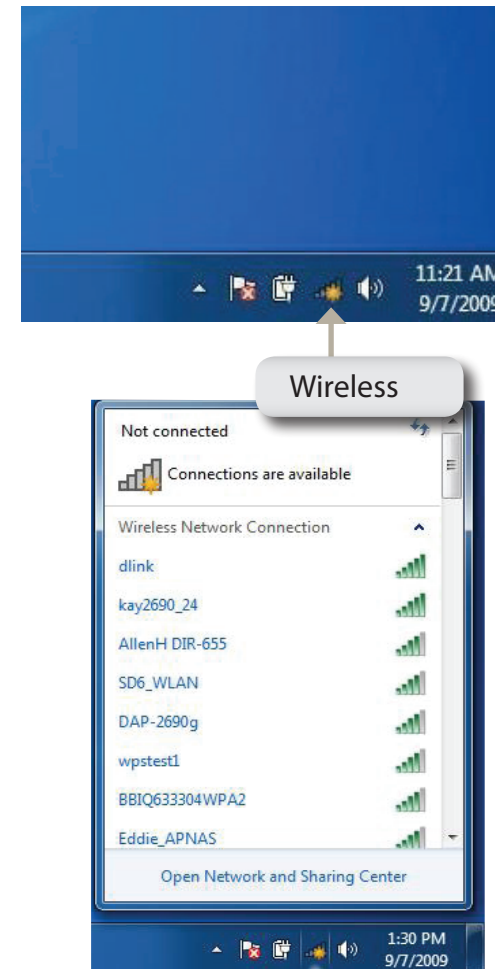 11:21 AM
9/7/2009
Wireless
Not connected
Connections are available
Wireless Network Connection
dlink
kay2690_24
AllenH DIR-655
SD6_WLAN
DAP-2690g
wpstest1
BBIQ633304WPA2
Eddie_APNAS
Open Network and Sharing Center
1:30 PM
9/7/2009